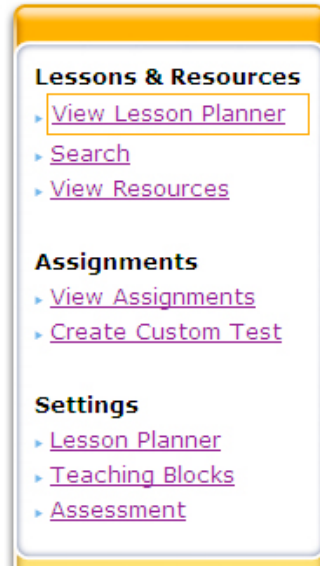 Lessons & Resources
View Lesson Planner
Search
View Resources
Assignments
View Assignments
Create Custom Test
Settings
Lesson Planner
Teaching Blocks
Assessment